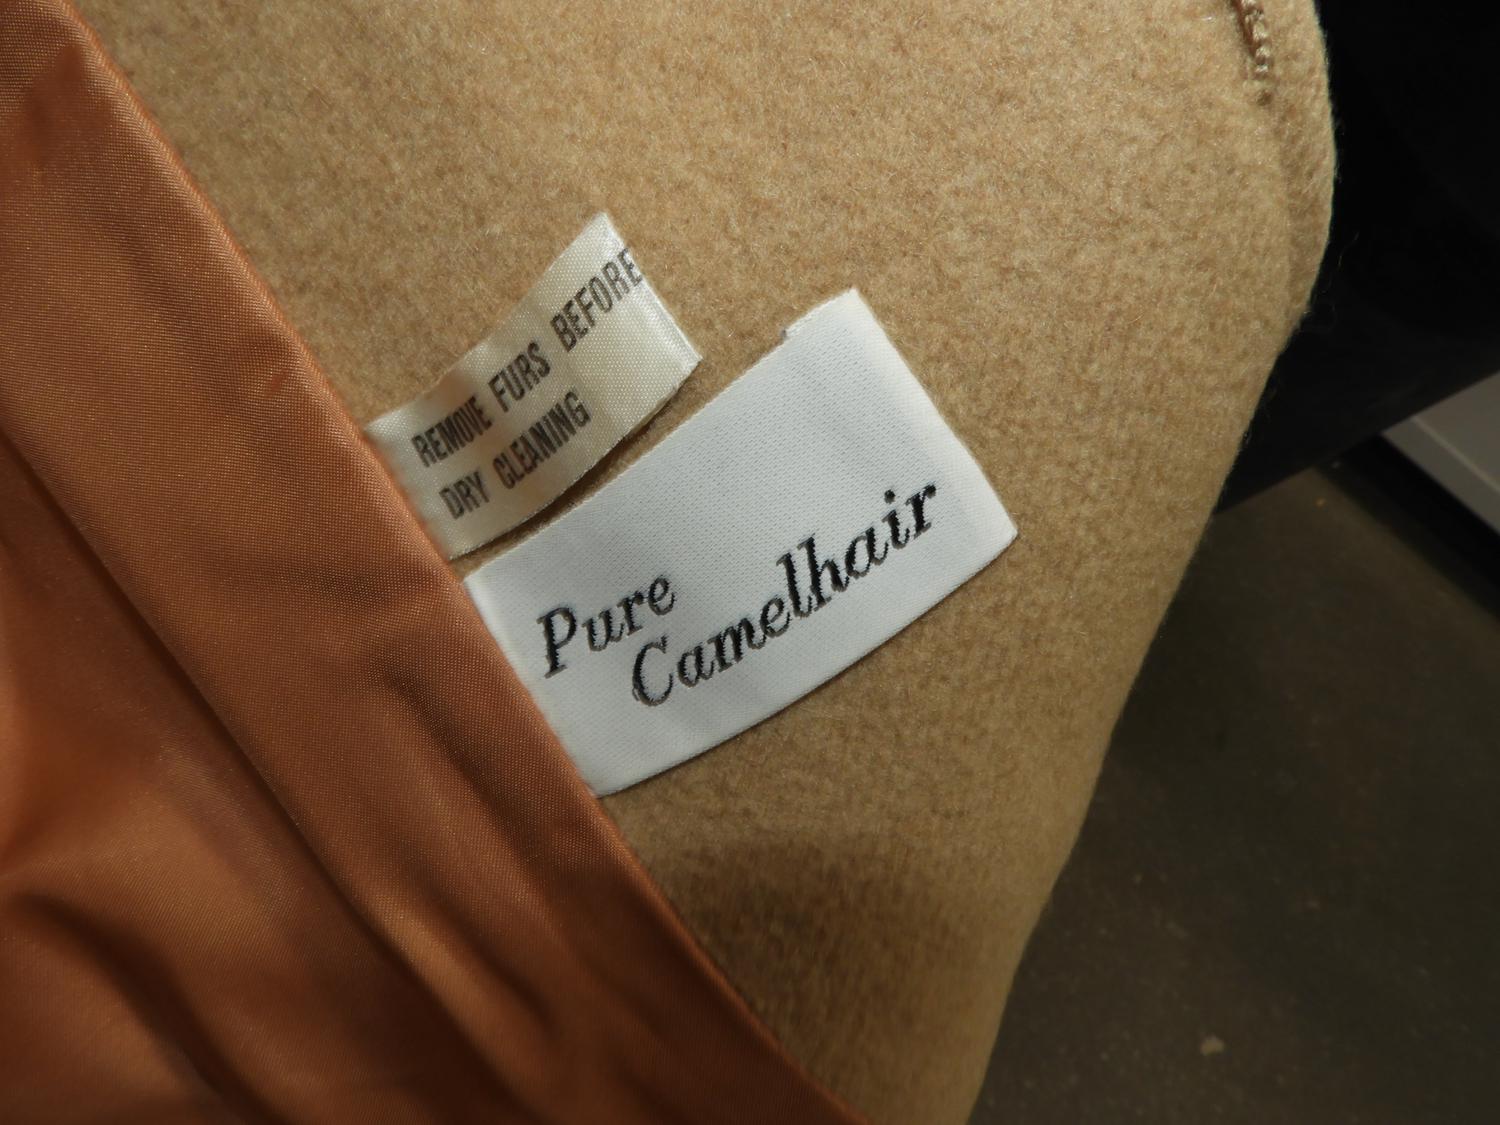 REMOVE FURS BEFORE
DRY CLEANING
Pure
Camelhair